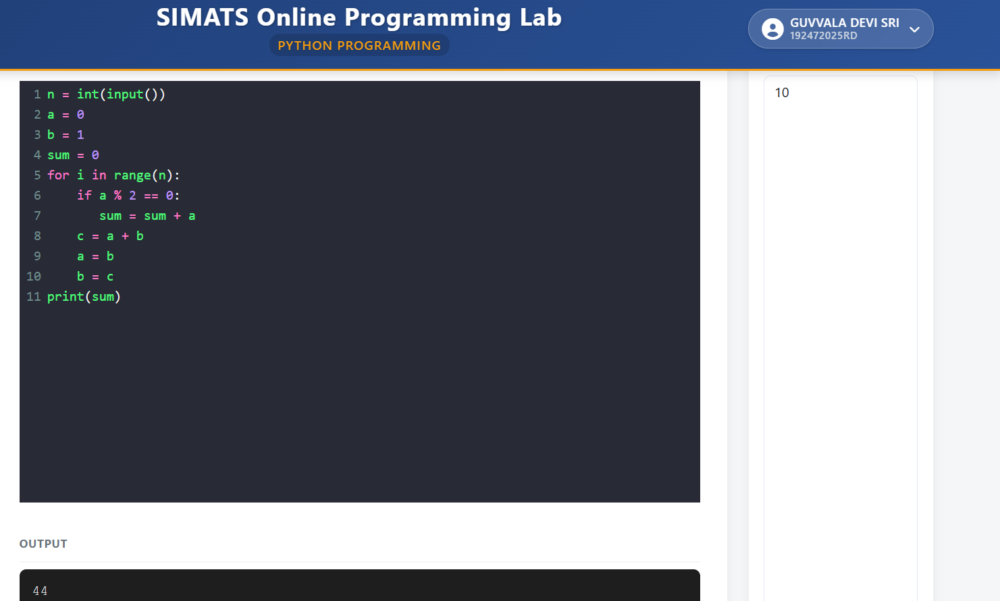 SIMATS Online Programming Lab
PYTHON PROGRAMMING
GUVVALA DEVI SRI
192472025RD
1 n = int(input())
2 a = 0
3 b = 1
4 sum = 0
5 for i in range(n):
6     if a % 2 == 0:
7        sum = sum + a
8     c = a + b
9     a = b
10     b = c
11 print(sum)
10
OUTPUT
44